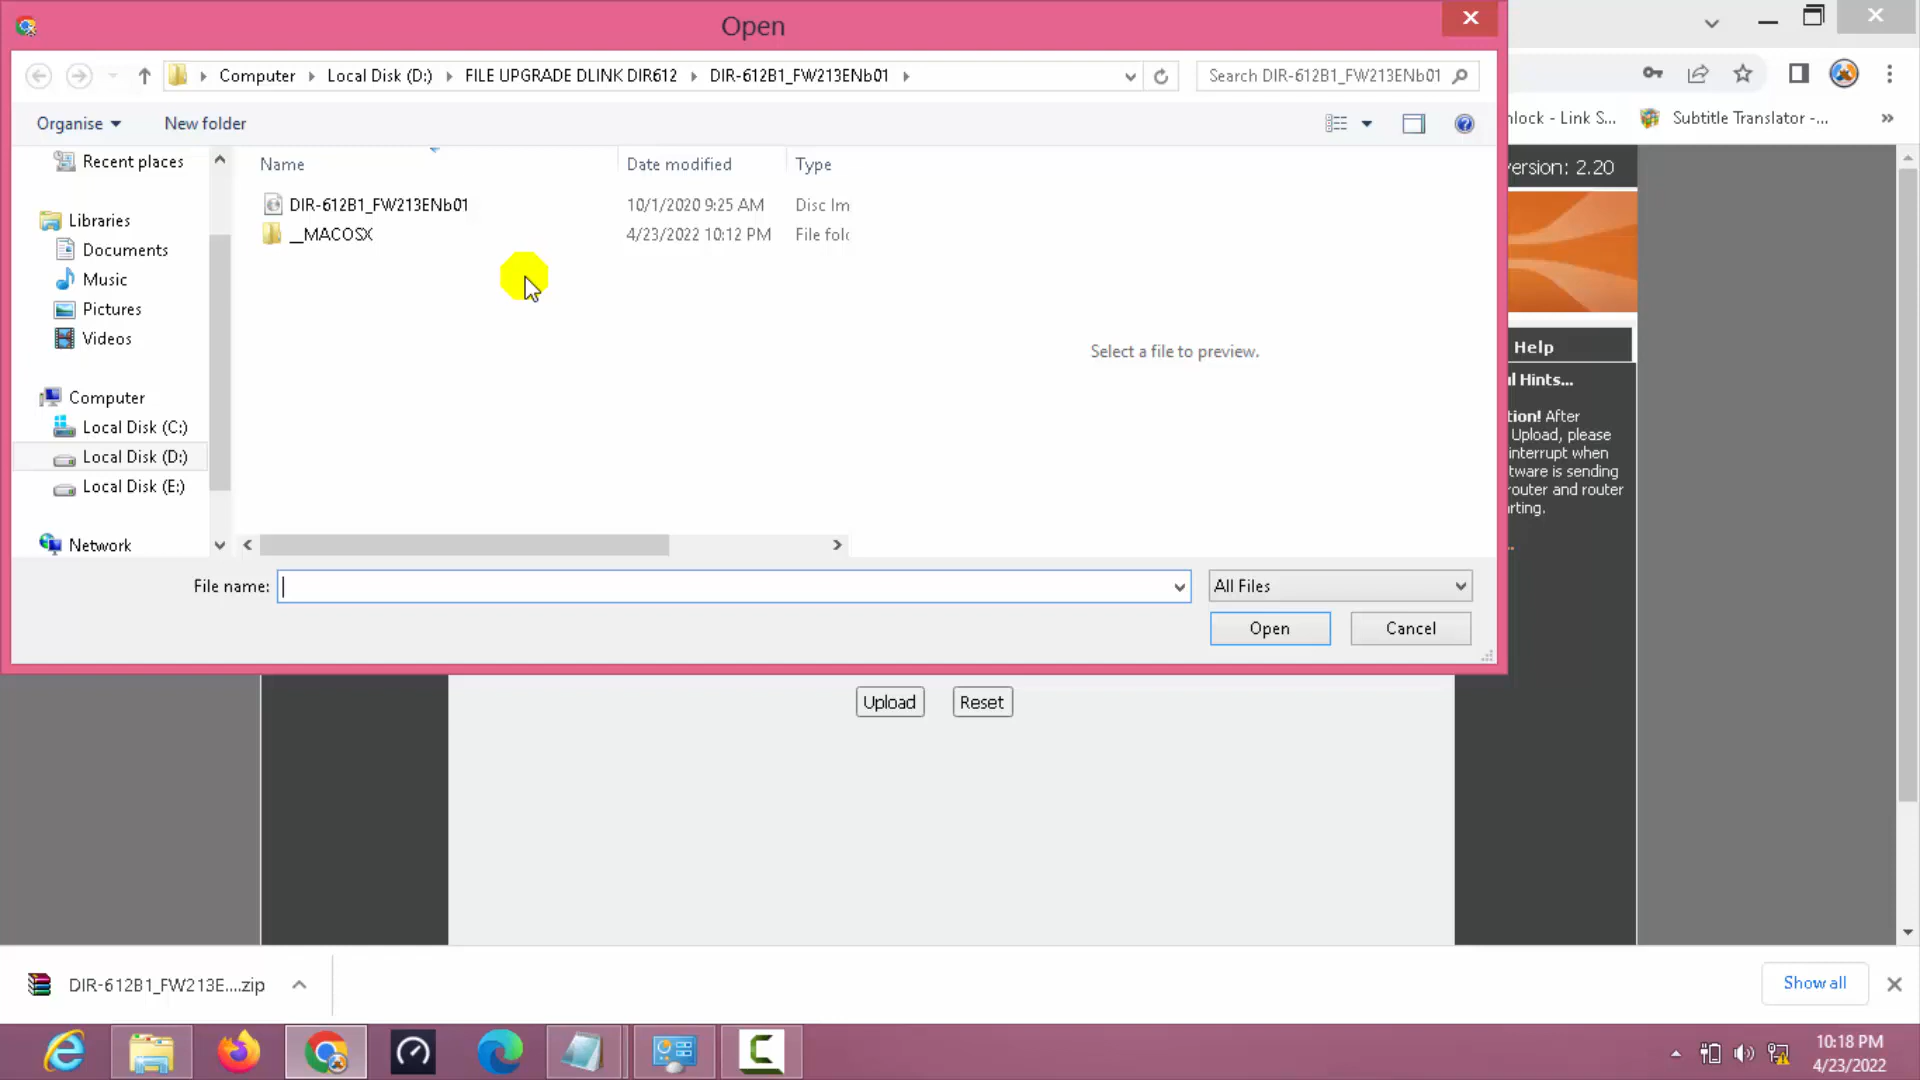 Open
Computer
Local Disk (D:)
FILE UPGRADE DLINK DIR612
DIR-612B1_FW213ENb01
Search DIR-612B1_FW213ENb01
Organise
New folder
nlock - Link S...
Subtitle Translator -...
»
Recent places
Libraries
Documents
Music
Pictures
Videos
Computer
Local Disk (C:)
Local Disk (D:)
Local Disk (E:)
Network
Name Date modified Type
DIR-612B1_FW213ENb01 10/1/2020 9:25 AM Disc Im
__MACOSX 4/23/2022 10:12 PM File fol
Select a file to preview.
ersion: 2.20
Help
l Hints...
tion! After
Upload, please
interrupt when
tware is sending
outer and router
rting.
File name:
All Files
Open
Cancel
Upload
Reset
DIR-612B1_FW213E....zip
Show all
10:18 PM
4/23/2022